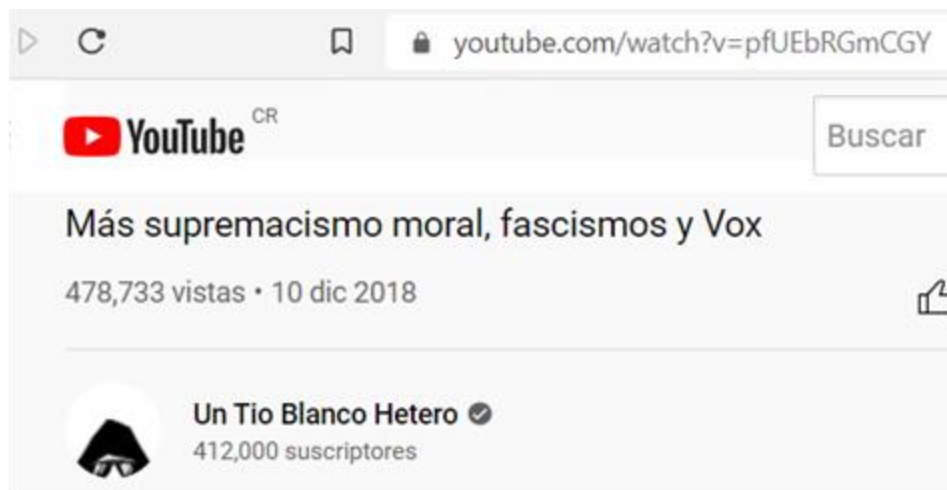 youtube.com/watch?v=pfUEbRGmCGY
YouTube CR
Buscar
Más supremacismo moral, fascismos y Vox
478,733 vistas • 10 dic 2018
Un Tio Blanco Hetero
412,000 suscriptores